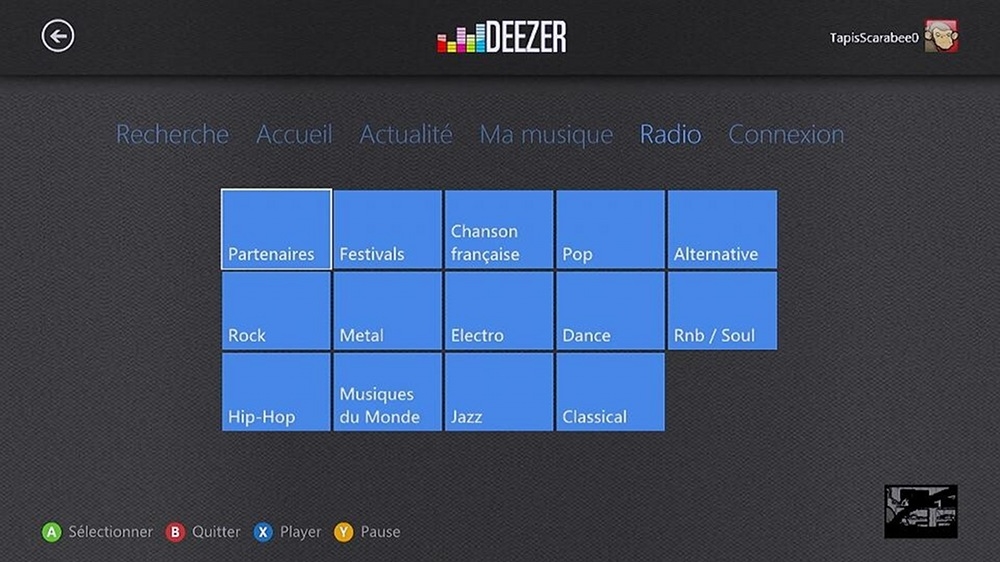 DEEZER
TapisScarabee0
Recherche Accueil Actualité Ma musique Radio Connexion
Partenaires
Festivals
Chanson
française
Pop
Alternative
Rock
Metal
Electro
Dance
Rnb / Soul
Hip-Hop
Musiques
du Monde
Jazz
Classical
A Sélectionner B Quitter X Player Y Pause